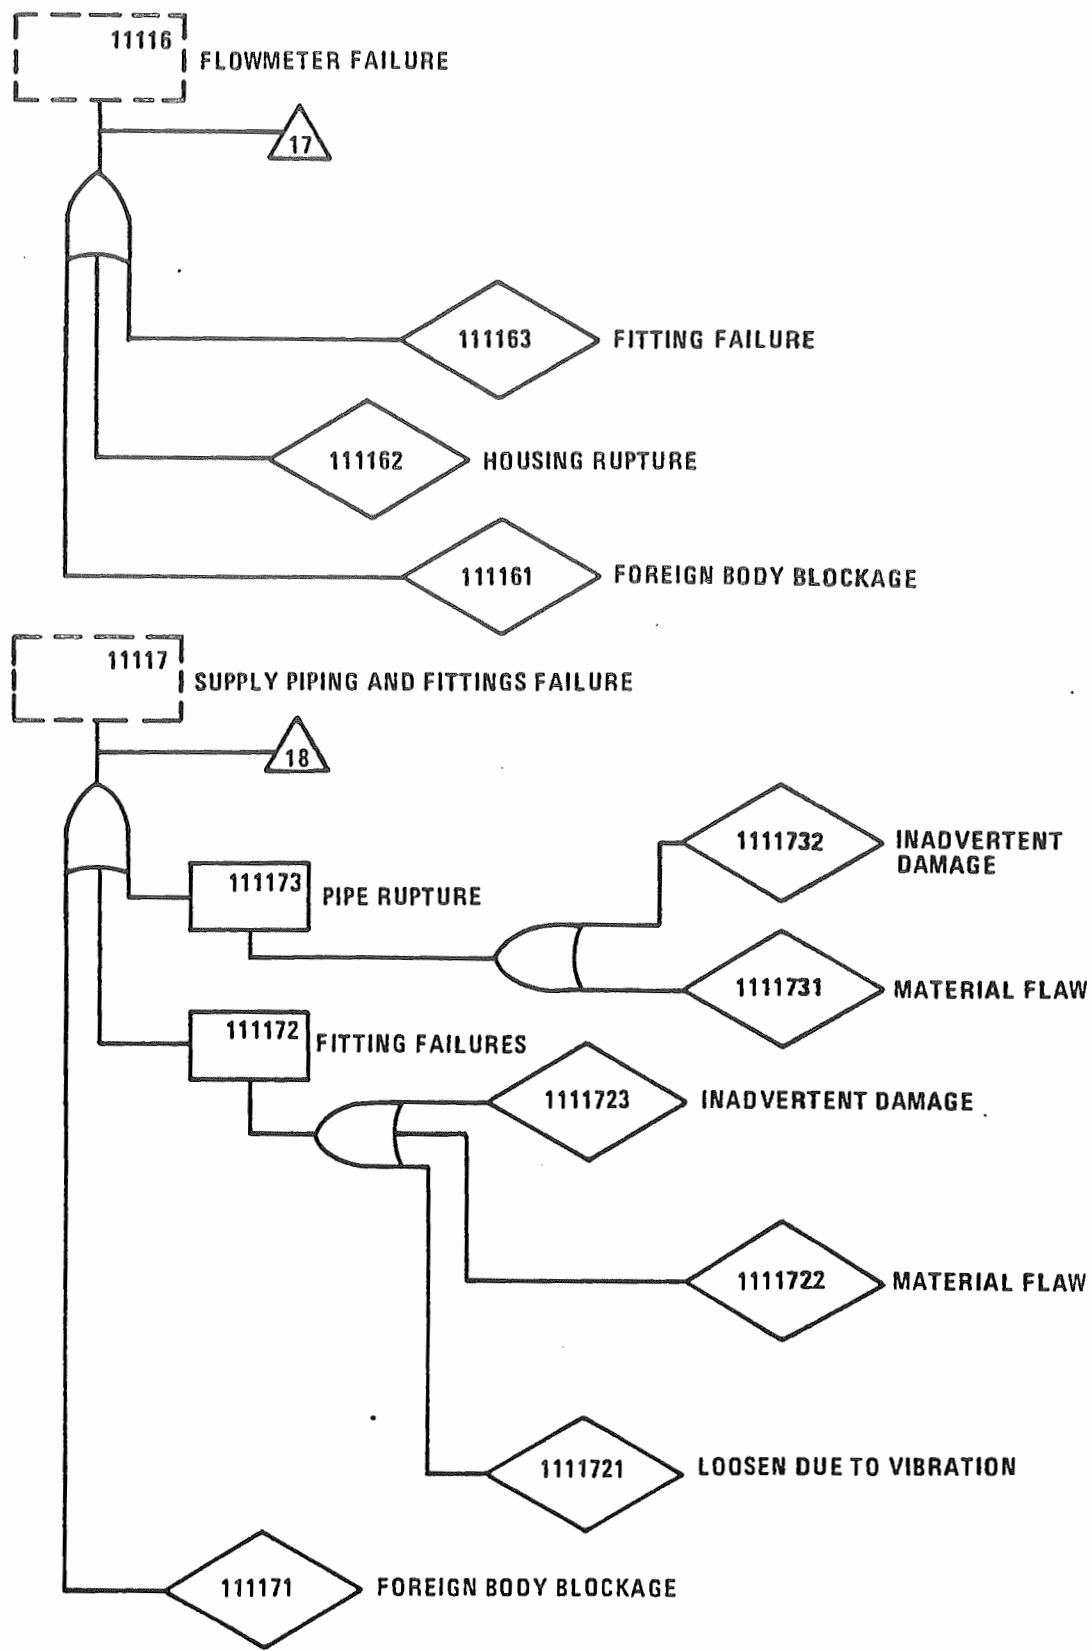 11116
FLOWMETER FAILURE
17
111163
FITTING FAILURE
111162
HOUSING RUPTURE
111161
FOREIGN BODY BLOCKAGE
11117
SUPPLY PIPING AND FITTINGS FAILURE
18
1111732
INADVERTENT
DAMAGE
111173
PIPE RUPTURE
1111731
MATERIAL FLAW
111172
FITTING FAILURES
1111723
INADVERTENT DAMAGE
1111722
MATERIAL FLAW
1111721
LOOSEN DUE TO VIBRATION
111171
FOREIGN BODY BLOCKAGE